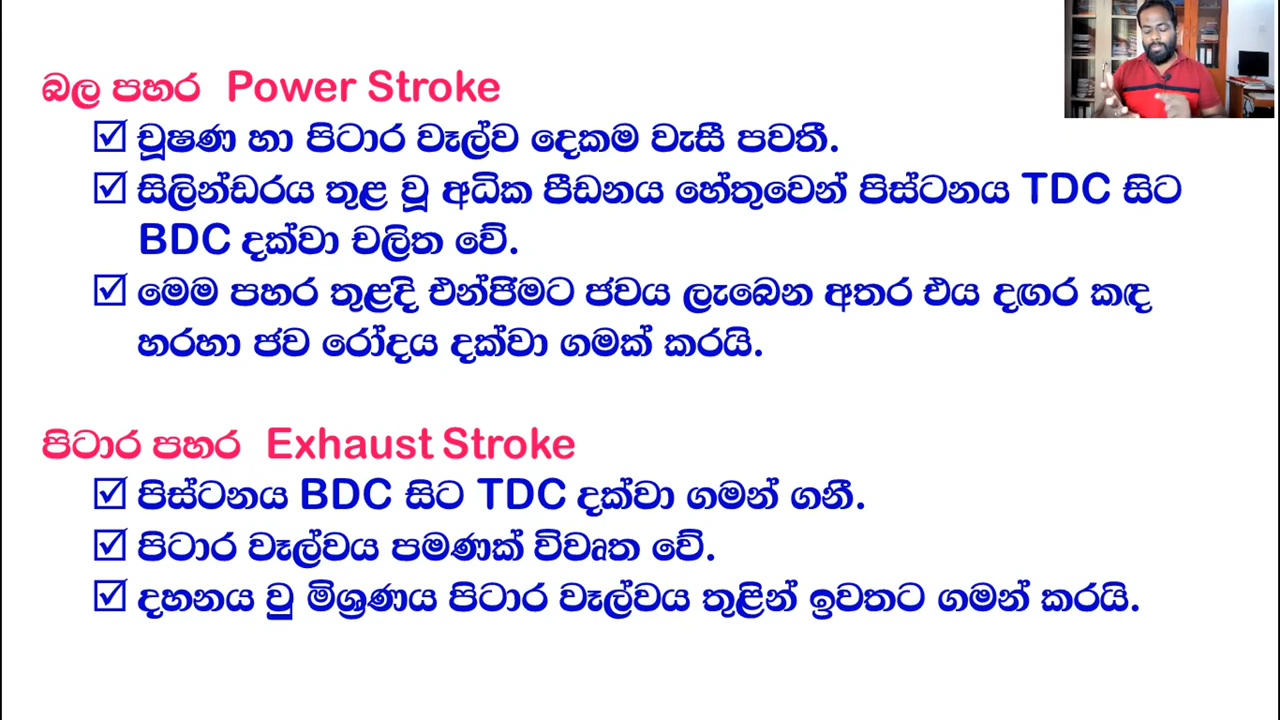 බල පහර Power Stroke
☑ චූෂණ හා පිටාර වෑල්ව දෙකම වැසී පවතී.
☑ සිලින්ඩරය තුළ වූ අධික පීඩනය හේතුවෙන් පිස්ටනය TDC සිට
BDC දක්වා චලිත වේ.
☑ මෙම පහර තුළදි එන්ජිමට ජවය ලැබෙන අතර එය දඟර කඳ
හරහා ජව රෝදය දක්වා ගමක් කරයි.
පිටාර පහර Exhaust Stroke
☑ පිස්ටනය BDC සිට TDC දක්වා ගමන් ගනී.
☑ පිටාර වෑල්වය පමණක් විවෘත වේ.
☑ දහනය වු මිශ්‍රණය පිටාර වෑල්වය තුළින් ඉවතට ගමන් කරයි.